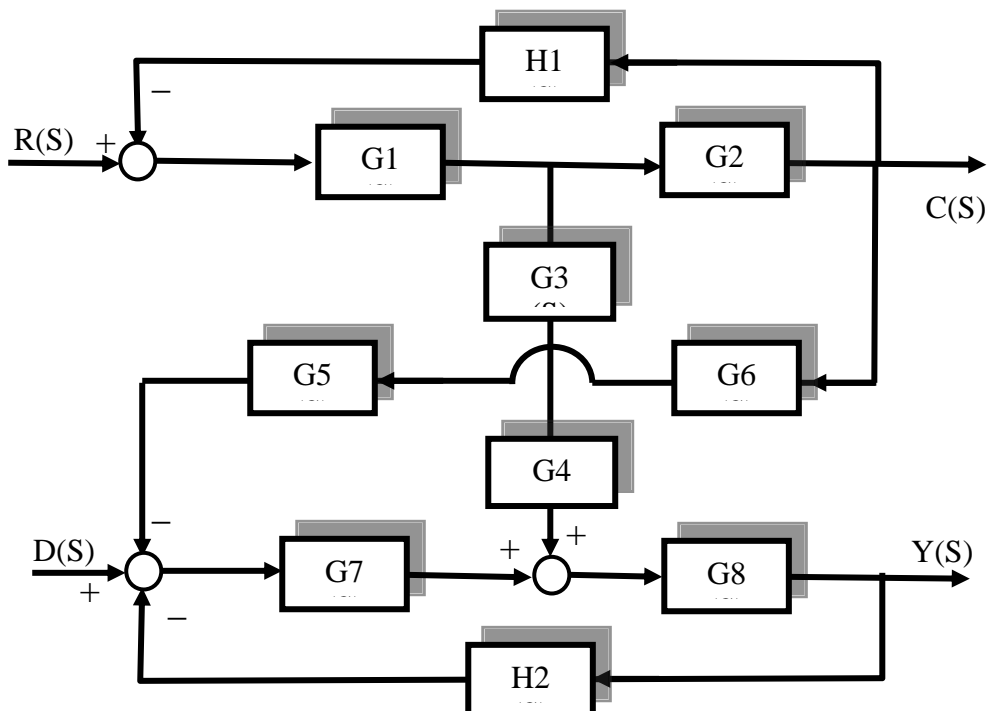 H1
−
R(S) +
G1
G2
C(S)
G3
G5
G6
G4
−
+
D(S)
+
+
Y(S)
G7
G8
−
H2